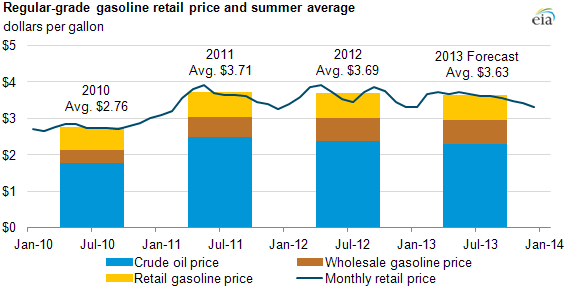 Regular-grade gasoline retail price and summer average
dollars per gallon
eia
$5
$4
$3
$2
$1
$0
2010
Avg. $2.76
2011
Avg. $3.71
2012
Avg. $3.69
2013 Forecast
Avg. $3.63
Jan-10 Jul-10 Jan-11 Jul-11 Jan-12 Jul-12 Jan-13 Jul-13 Jan-14
Crude oil price Wholesale gasoline price
Retail gasoline price Monthly retail price